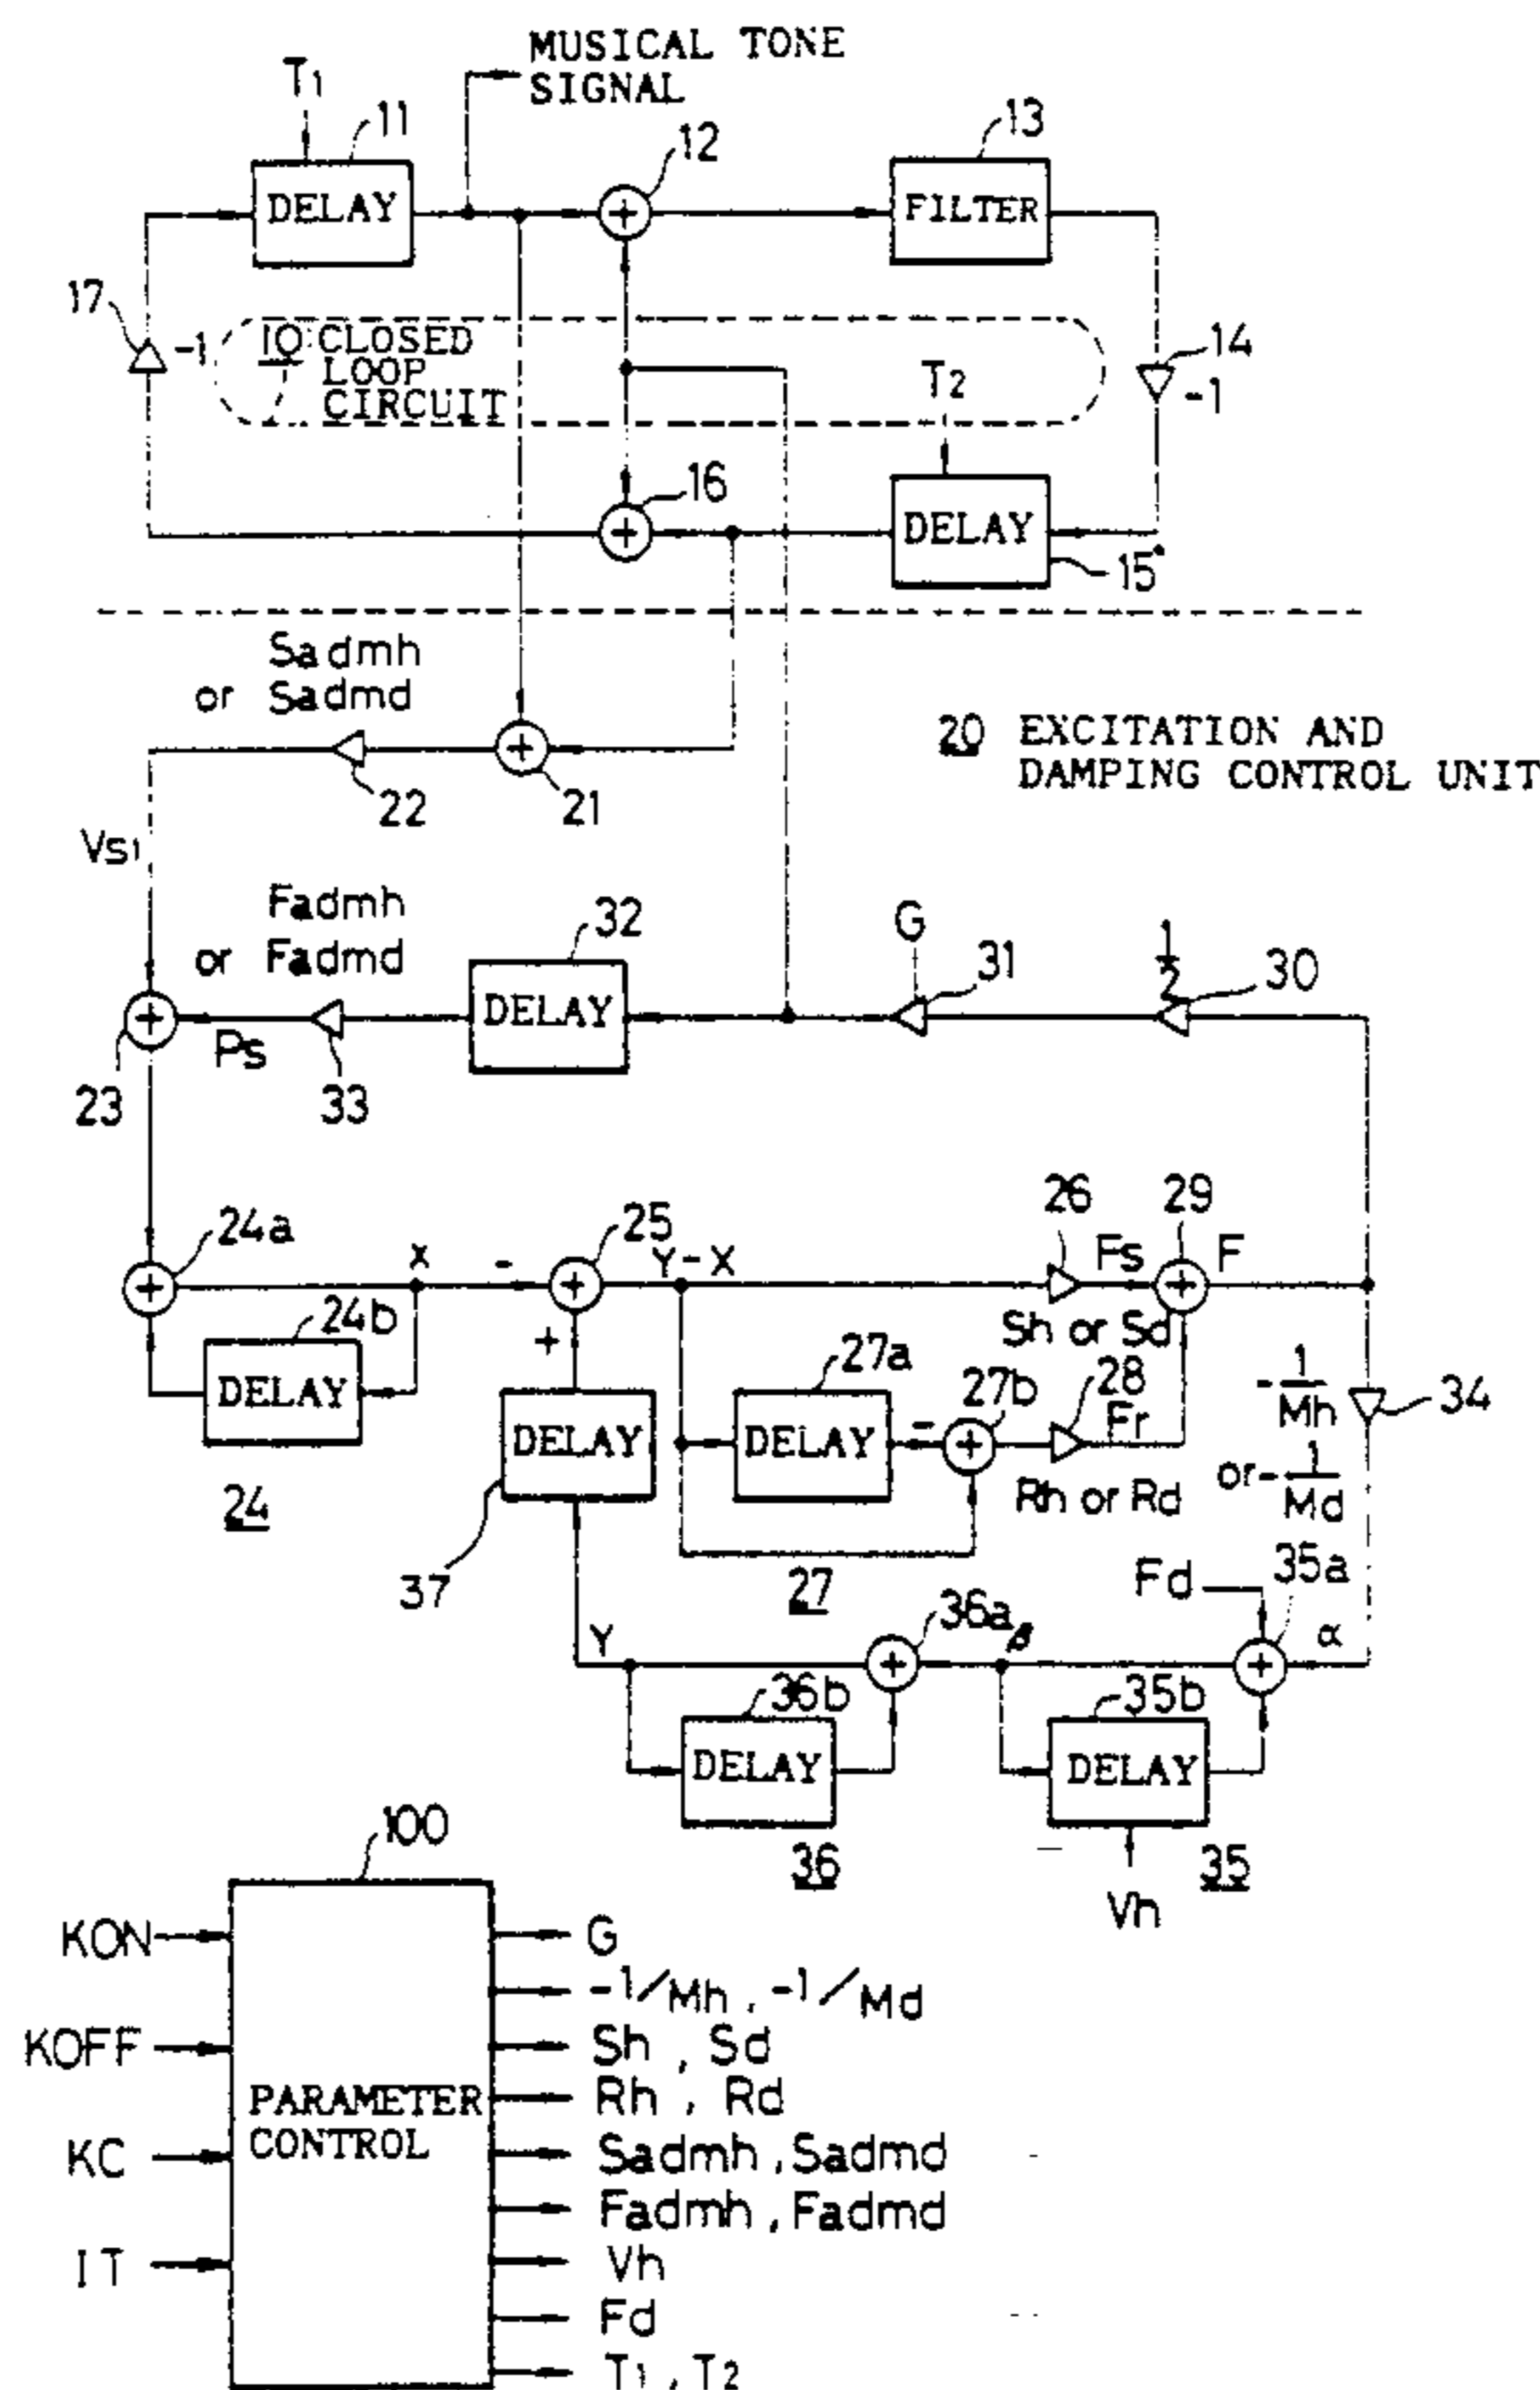 MUSICAL TONE
SIGNAL
T1
11
DELAY
12
13
FILTER
17
-1
10 CLOSED
LOOP
CIRCUIT
T2
14
-1
16
DELAY
15
Sadmh
or Sadmd
22
21
20 EXCITATION AND
DAMPING CONTROL UNIT
Vs1
Fadmh
or Fadmd
32
DELAY
G
31
1/2
30
23
Ps
33
24a
X
-
25
Y-X
26
Fs
29
F
24b
DELAY
+
Sh or Sd
27a
DELAY
27b
-
28
Fr
Rh or Rd
-1/Mh
or -1/Md
34
24
DELAY
37
27
Fd
35a
Y
36a
β
α
36b
DELAY
35b
DELAY
36
35
Vh
100
KON
KOFF
KC
IT
PARAMETER
CONTROL
G
-1/Mh, -1/Md
Sh, Sd
Rh, Rd
Sadmh, Sadmd
Fadmh, Fadmd
Vh
Fd
T1, T2